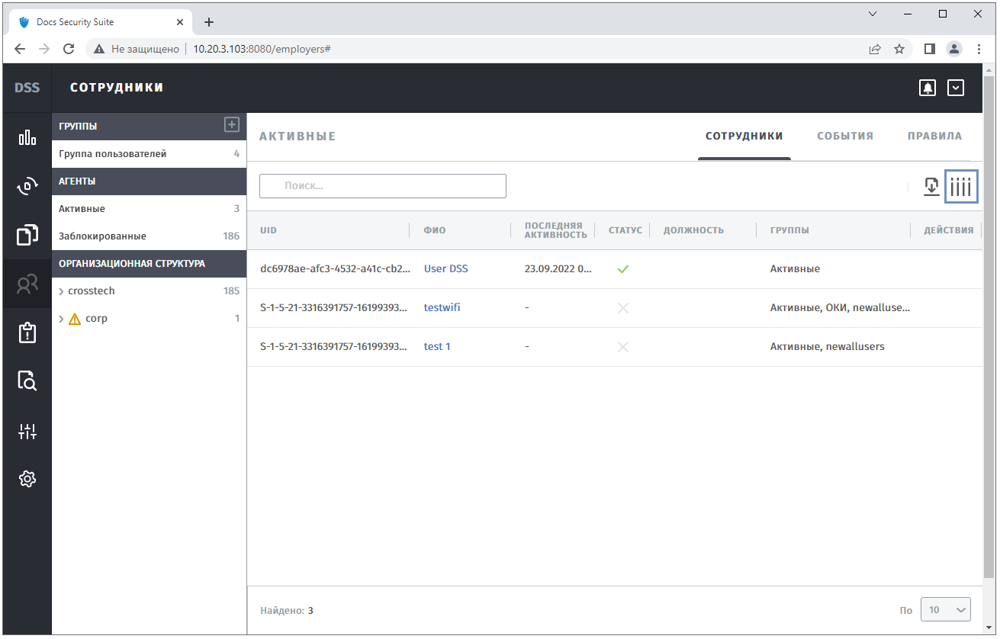 Docs Security Suite
Не защищено
10.20.3.103:8080/employers#
DSS
СОТРУДНИКИ
ГРУППЫ
Группа пользователей 4
АГЕНТЫ
Активные 3
Заблокированные 186
ОРГАНИЗАЦИОННАЯ СТРУКТУРА
crosstech 185
corp 1
АКТИВНЫЕ
СОТРУДНИКИ СОБЫТИЯ ПРАВИЛА
Поиск...
UID ФИО ПОСЛЕДНЯЯ АКТИВНОСТЬ СТАТУС ДОЛЖНОСТЬ ГРУППЫ ДЕЙСТВИЯ
dc6978ae-afc3-4532-a41c-cb2... User DSS 23.09.2022 0... Активные
S-1-5-21-3316391757-16199393... testwifi - Активные, ОКИ, newalluse...
S-1-5-21-3316391757-16199393... test 1 - Активные, newallusers
Найдено: 3
По 10